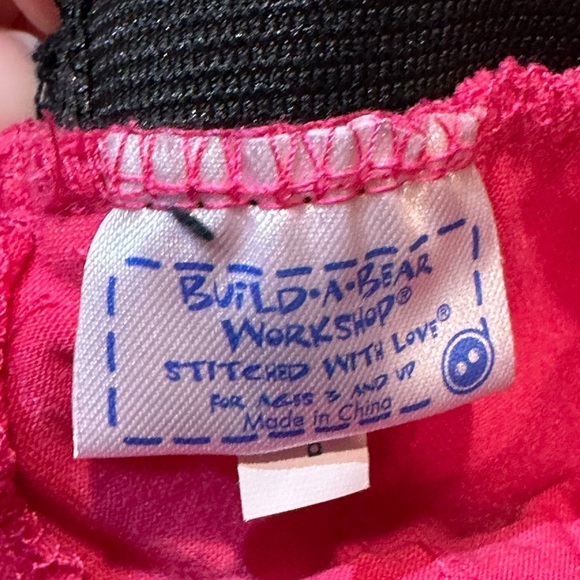 BUILD-A-BEAR
WORKSHOP®
STITCHED WITH LOVE®
FOR AGES 3 AND UP
Made in China